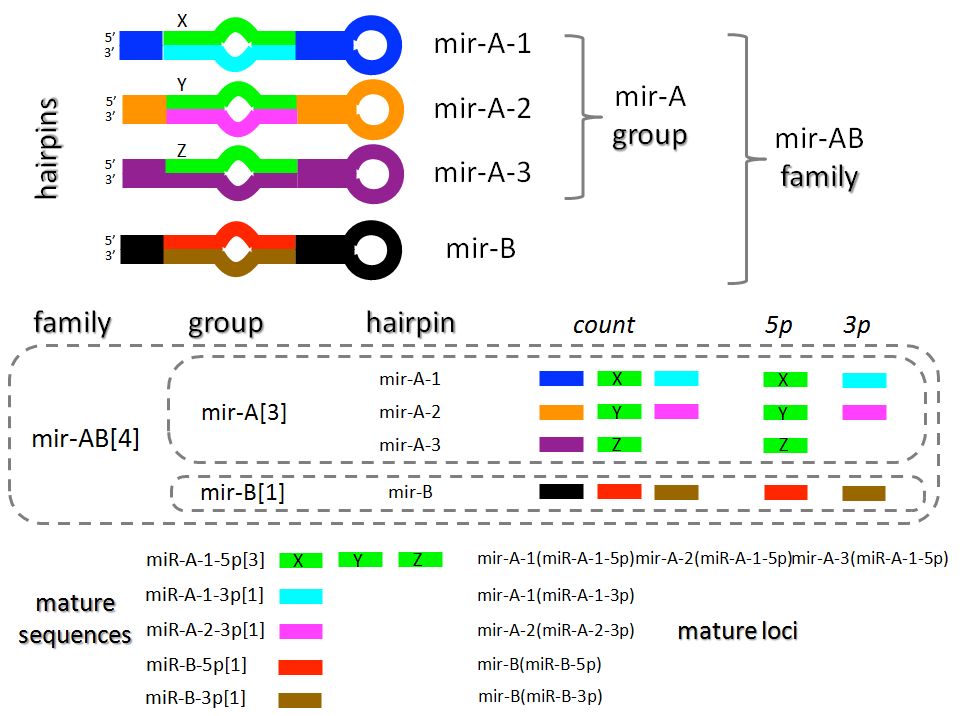 X
5’
3’
mir-A-1
Y
5’
3’
mir-A-2
Z
5’
3’
mir-A-3
5’
3’
mir-B
hairpins
mir-A
group
mir-AB
family
family group hairpin count 5p 3p
mir-A-1 X X
mir-A[3] mir-A-2 Y Y
mir-A-3 Z Z
mir-AB[4]
mir-B[1] mir-B
miR-A-1-5p[3] X Y Z mir-A-1(miR-A-1-5p)mir-A-2(miR-A-1-5p)mir-A-3(miR-A-1-5p)
miR-A-1-3p[1] mir-A-1(miR-A-1-3p)
miR-A-2-3p[1] mir-A-2(miR-A-2-3p)
miR-B-5p[1] mir-B(miR-B-5p)
miR-B-3p[1] mir-B(miR-B-3p)
mature
sequences
mature loci